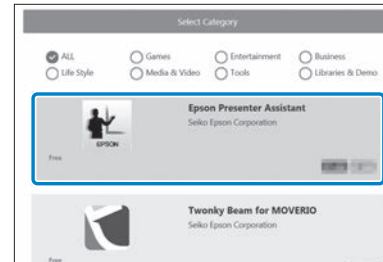 Select Category
ALL Games Entertainment Business
Life Style Media & Video Tools Libraries & Demo
Epson Presenter Assistant
Seiko Epson Corporation
EPSON
Free
Twonky Beam for MOVERIO
Seiko Epson Corporation
Free